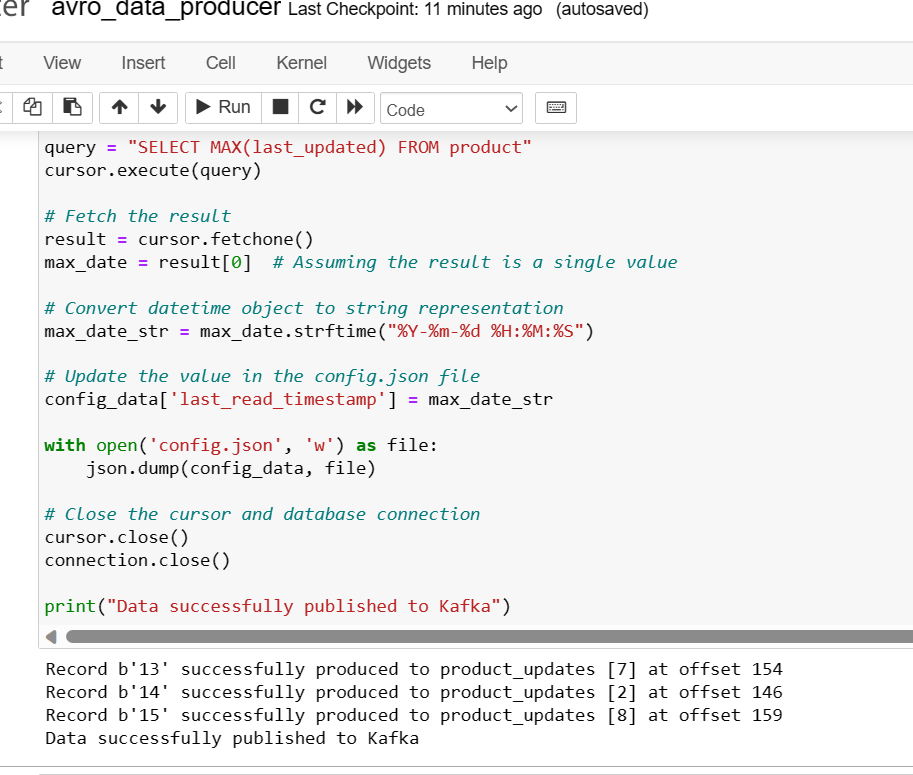 avro_data_producer Last Checkpoint: 11 minutes ago (autosaved)
View Insert Cell Kernel Widgets Help
Run Code
query = "SELECT MAX(last_updated) FROM product"
cursor.execute(query)
# Fetch the result
result = cursor.fetchone()
max_date = result[0]  # Assuming the result is a single value
# Convert datetime object to string representation
max_date_str = max_date.strftime("%Y-%m-%d %H:%M:%S")
# Update the value in the config.json file
config_data['last_read_timestamp'] = max_date_str
with open('config.json', 'w') as file:
    json.dump(config_data, file)
# Close the cursor and database connection
cursor.close()
connection.close()
print("Data successfully published to Kafka")
Record b'13' successfully produced to product_updates [7] at offset 154
Record b'14' successfully produced to product_updates [2] at offset 146
Record b'15' successfully produced to product_updates [8] at offset 159
Data successfully published to Kafka